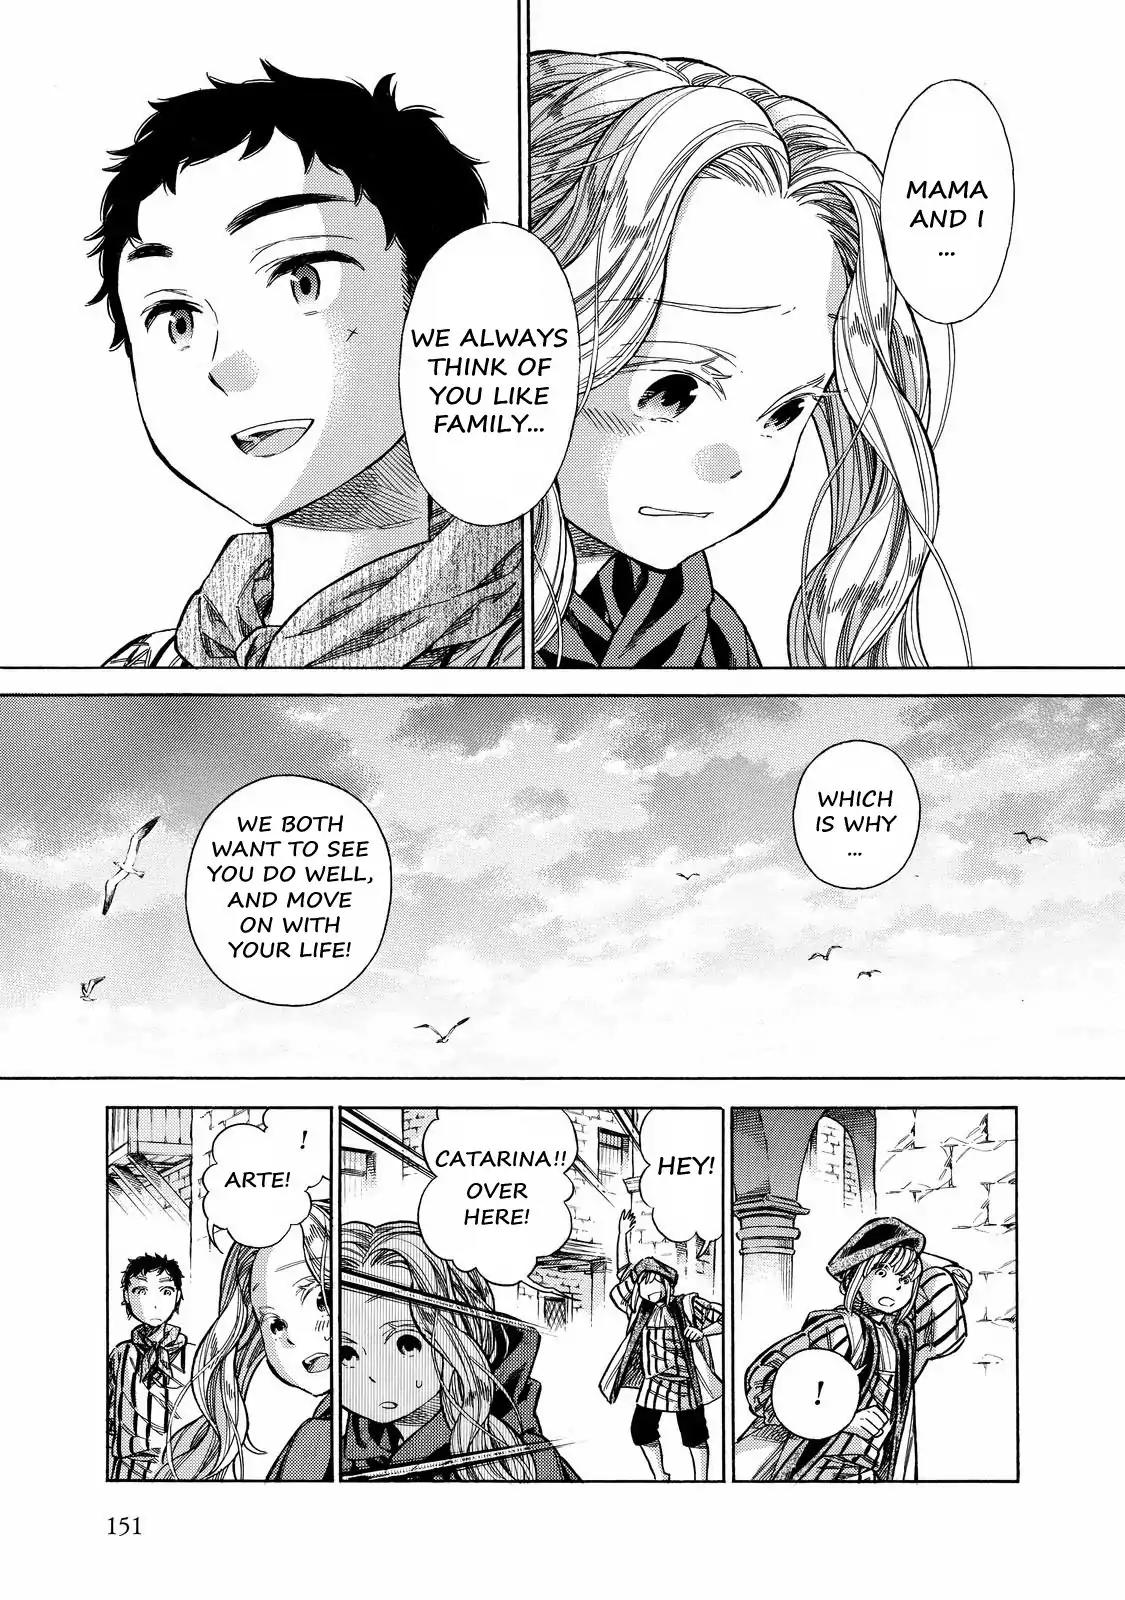 MAMA
AND I
...
WE ALWAYS
THINK OF
YOU LIKE
FAMILY...
WHICH
IS WHY
...
WE BOTH
WANT TO SEE
YOU DO WELL,
AND MOVE
ON WITH
YOUR LIFE!
!
HEY!
CATARINA!!
OVER
HERE!
!
ARTE!
151